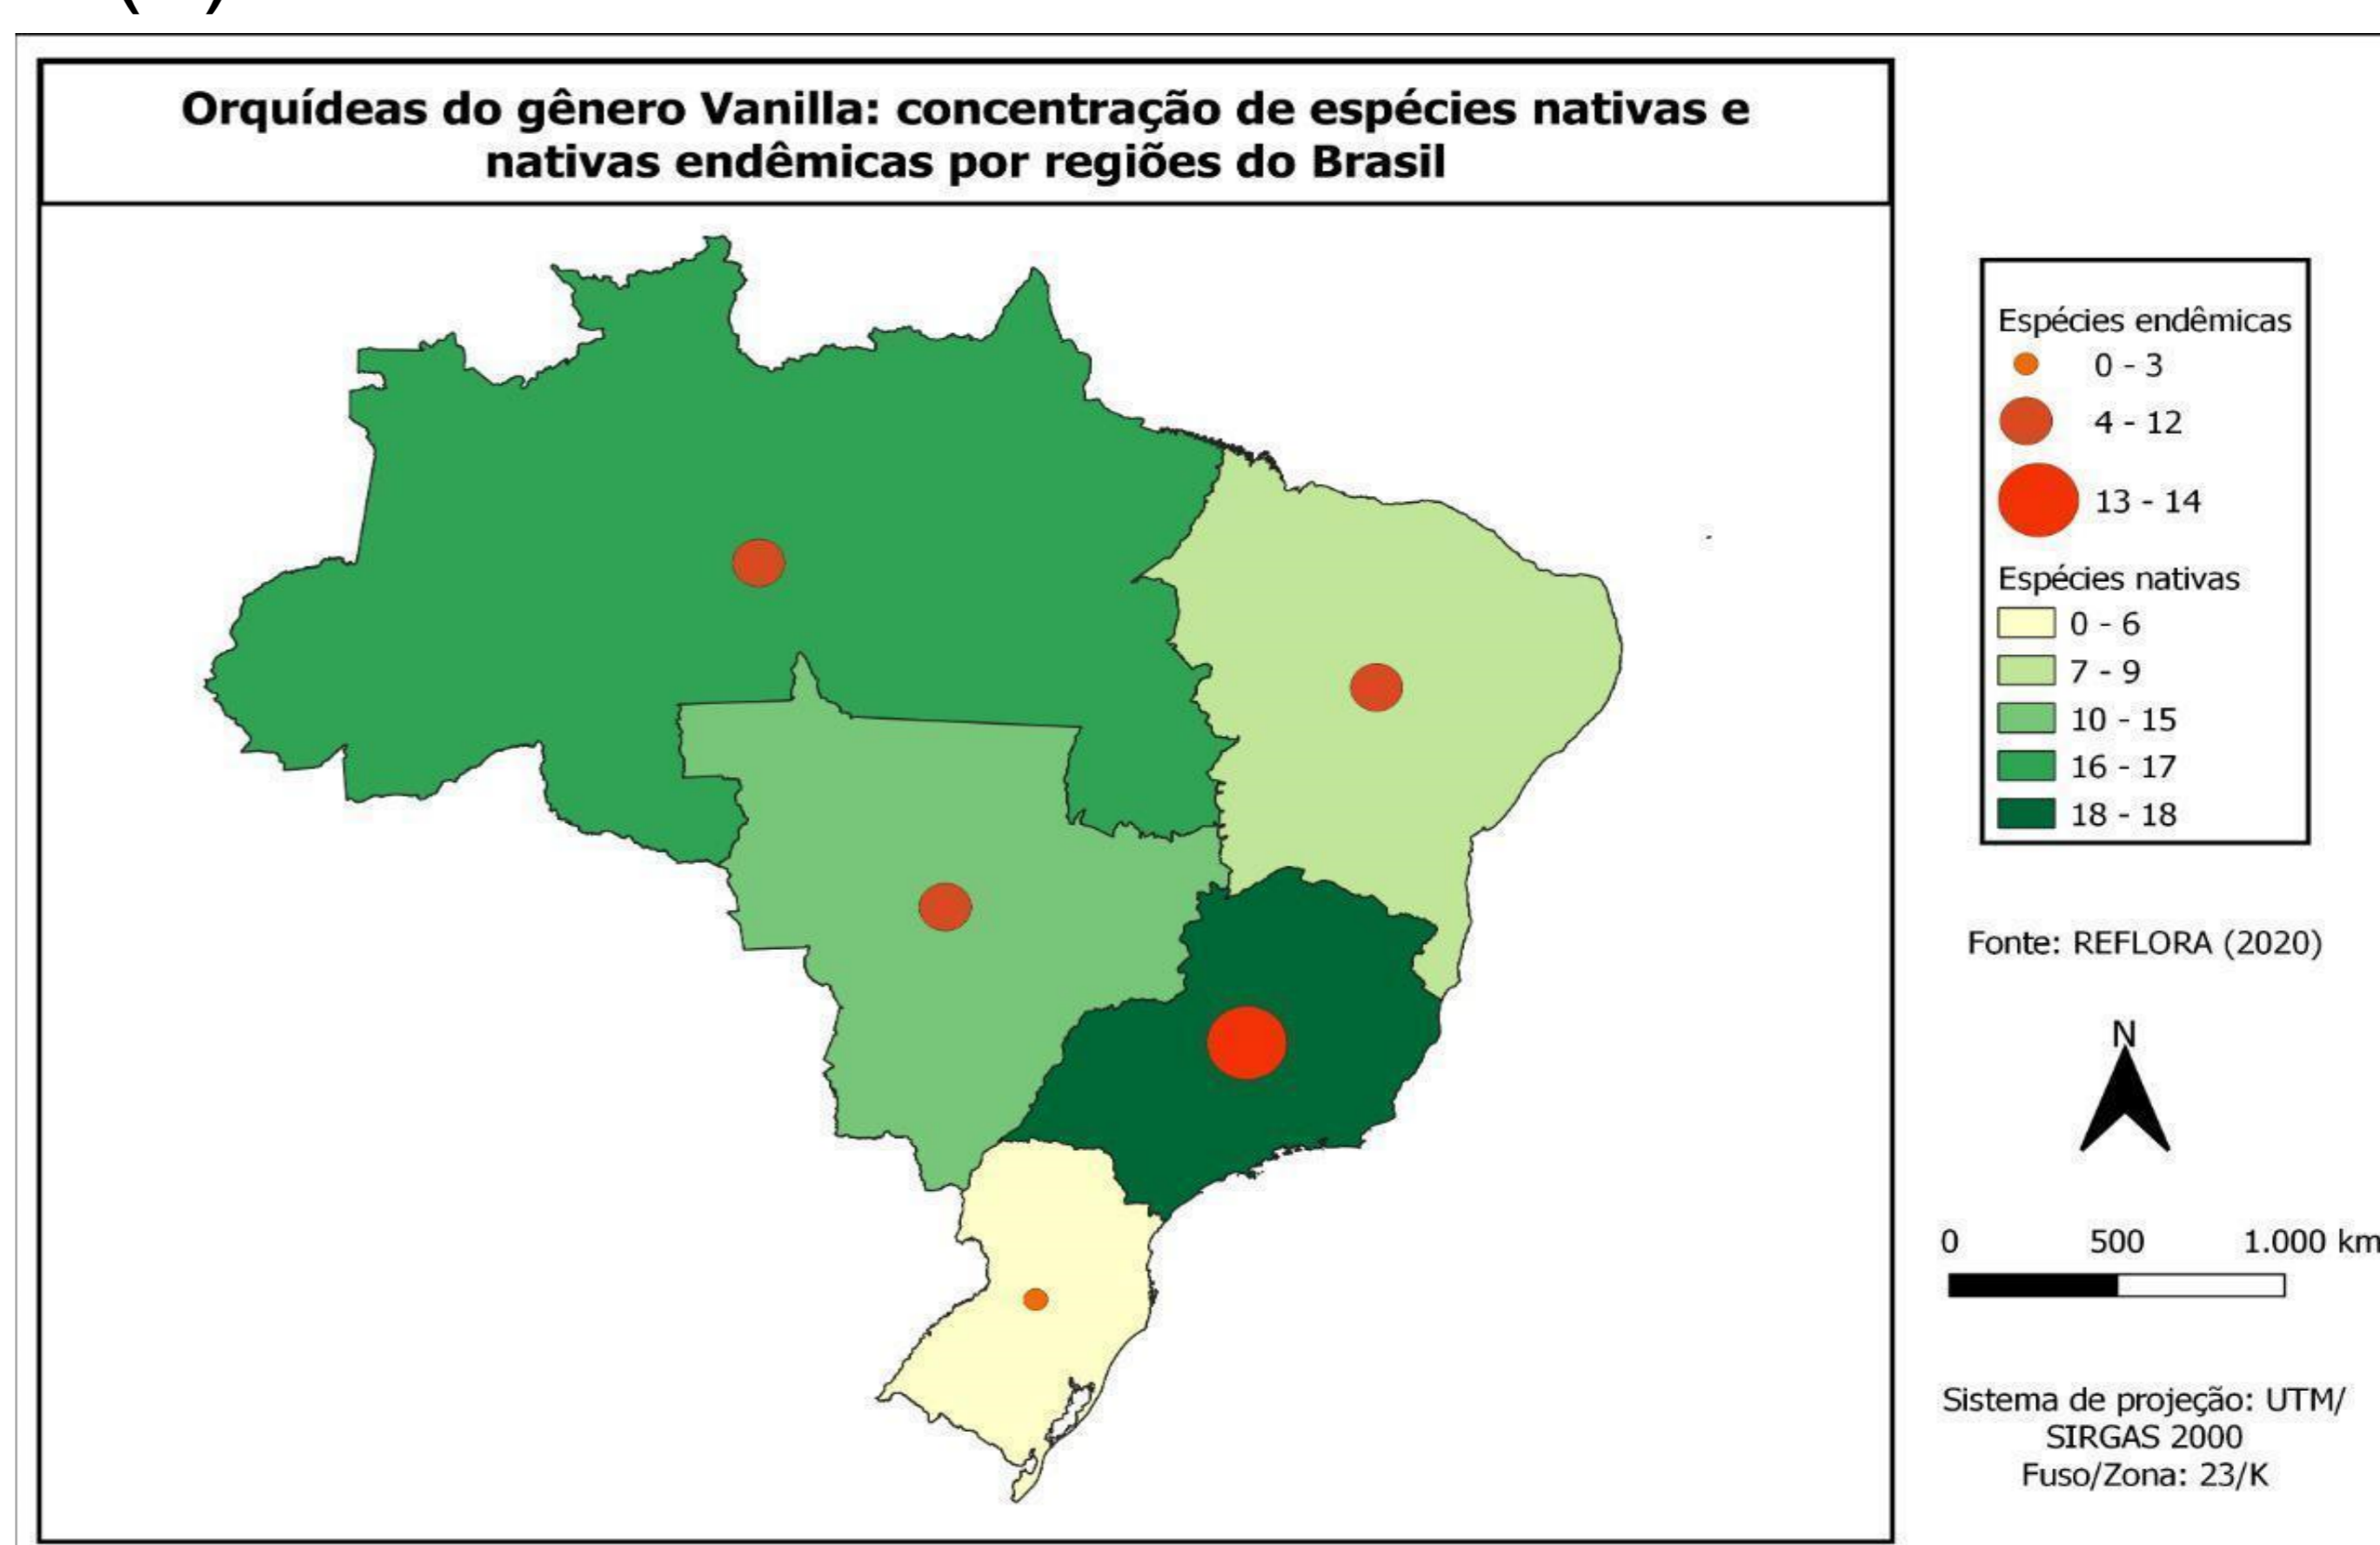 Orquídeas do gênero Vanilla: concentração de espécies nativas e
nativas endêmicas por regiões do Brasil
Espécies endêmicas
0 - 3
4 - 12
13 - 14
Espécies nativas
0 - 6
7 - 9
10 - 15
16 - 17
18 - 18
Fonte: REFLORA (2020)
N
0 500 1.000 km
Sistema de projeção: UTM/
SIRGAS 2000
Fuso/Zona: 23/K